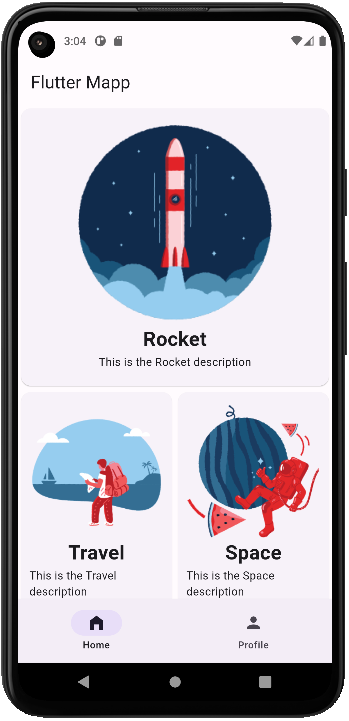 3:04
Flutter Mapp
Rocket
This is the Rocket description
Travel
This is the Travel
description
Space
This is the Space
description
Home
Profile